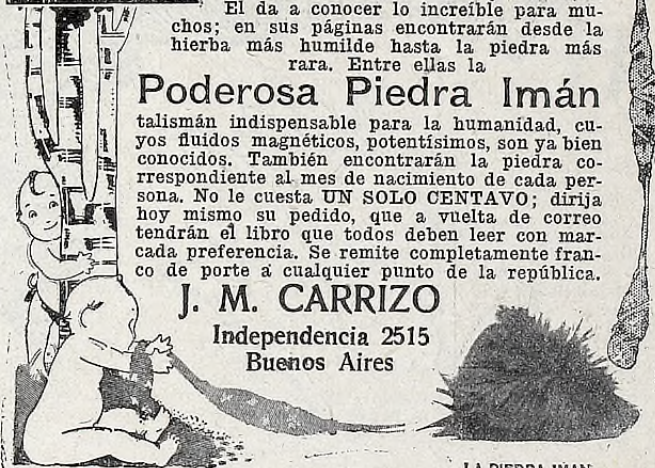 El da a conocer lo increíble para mu-
chos; en sus páginas encontrarán desde la
hierba más humilde hasta la piedra más
rara. Entre ellas la
Poderosa Piedra Imán
talismán indispensable para la humanidad, cu-
yos fluidos magnéticos, potentísimos, son ya bien
conocidos. También encontrarán la piedra co-
rrespondiente al mes de nacimiento de cada per-
sona. No le cuesta UN SOLO CENTAVO; dirija
hoy mismo su pedido, que a vuelta de correo
tendrán el libro que todos deben leer con mar-
cada preferencia. Se remite completamente fran-
co de porte a cualquier punto de la república.
J. M. CARRIZO
Independencia 2515
Buenos Aires
LA PIEDRA IMAN